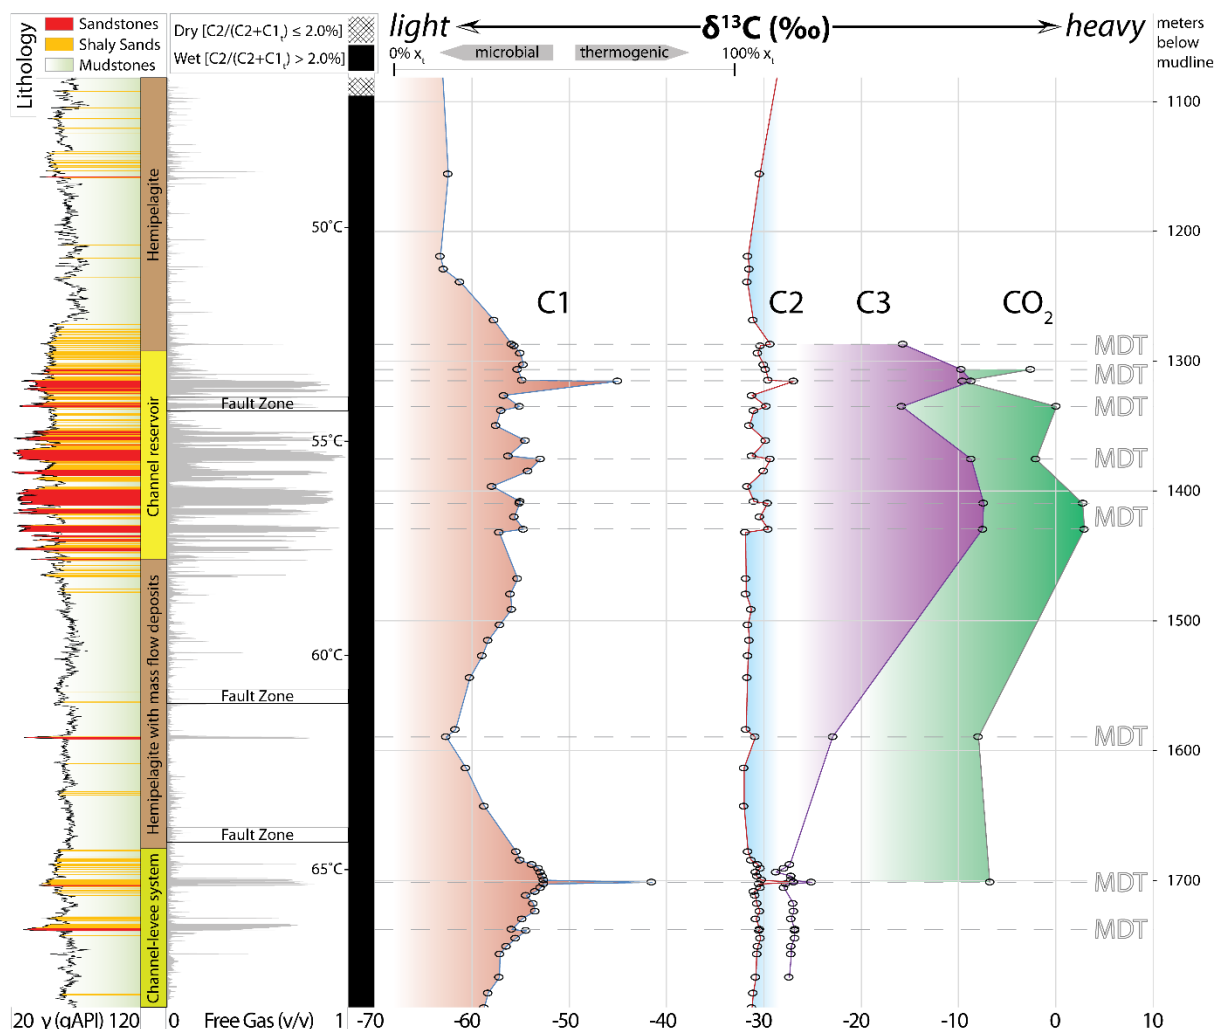 Lithology
Sandstones
Shaly Sands
Mudstones
Dry [C2/(C2+C1t) ≤ 2.0%]
Wet [C2/(C2+C1t) > 2.0%]
light
δ13C (‰)
heavy
microbial
thermogenic
0% xt
100% xt
meters
below
mudline
1100
1200
1300
1400
1500
1600
1700
Hemipelagite
Channel reservoir
Hemipelagite with mass flow deposits
Channel-levee system
50°C
55°C
60°C
65°C
Fault Zone
Fault Zone
Fault Zone
C1
C2
C3
CO2
MDT
MDT
MDT
MDT
MDT
MDT
MDT
MDT
20 γ (gAPI) 120
0 Free Gas (v/v) 1
-70 -60 -50 -40 -30 -20 -10 0 10